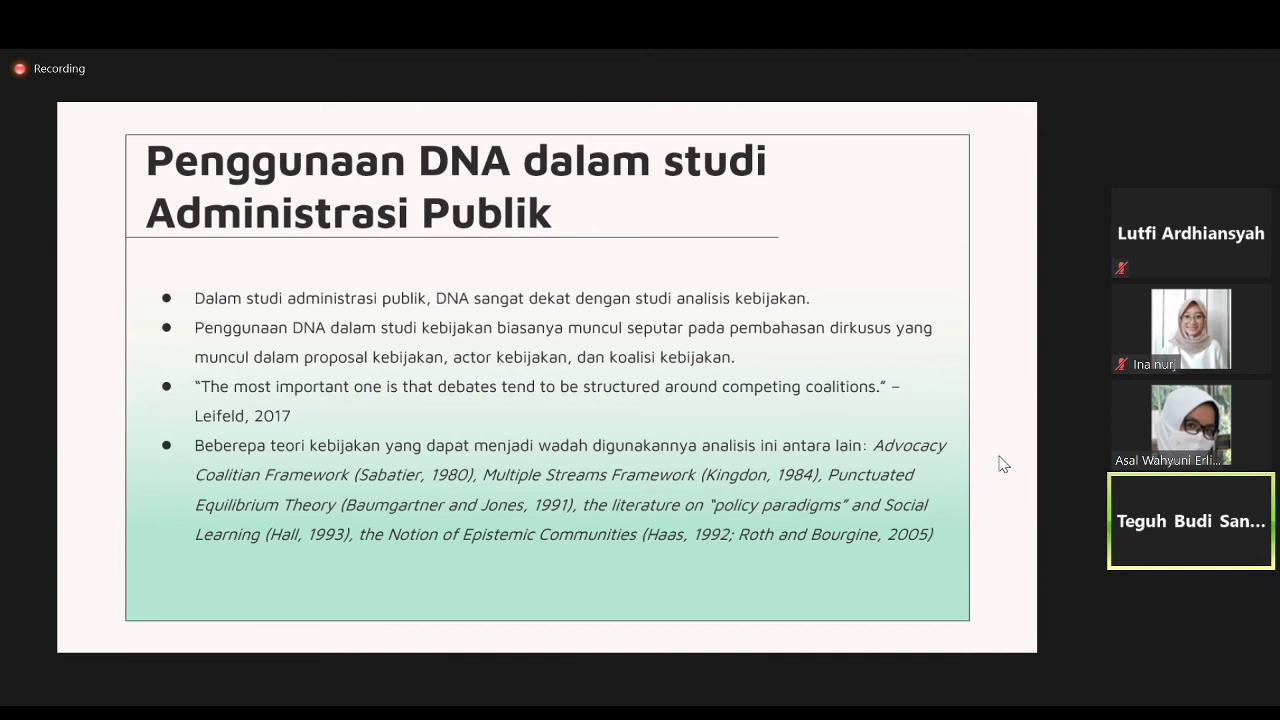 Recording
Penggunaan DNA dalam studi
Administrasi Publik
● Dalam studi administrasi publik, DNA sangat dekat dengan studi analisis kebijakan.
● Penggunaan DNA dalam studi kebijakan biasanya muncul seputar pada pembahasan dirkusus yang
muncul dalam proposal kebijakan, actor kebijakan, dan koalisi kebijakan.
● “The most important one is that debates tend to be structured around competing coalitions.” –
Leifeld, 2017
● Beberepa teori kebijakan yang dapat menjadi wadah digunakannya analisis ini antara lain: Advocacy
Coalitian Framework (Sabatier, 1980), Multiple Streams Framework (Kingdon, 1984), Punctuated
Equilibrium Theory (Baumgartner and Jones, 1991), the literature on “policy paradigms” and Social
Learning (Hall, 1993), the Notion of Epistemic Communities (Haas, 1992; Roth and Bourgine, 2005)
Lutfi Ardhiansyah
Ina nurj
Asal Wahyuni Erli...
Teguh Budi San...